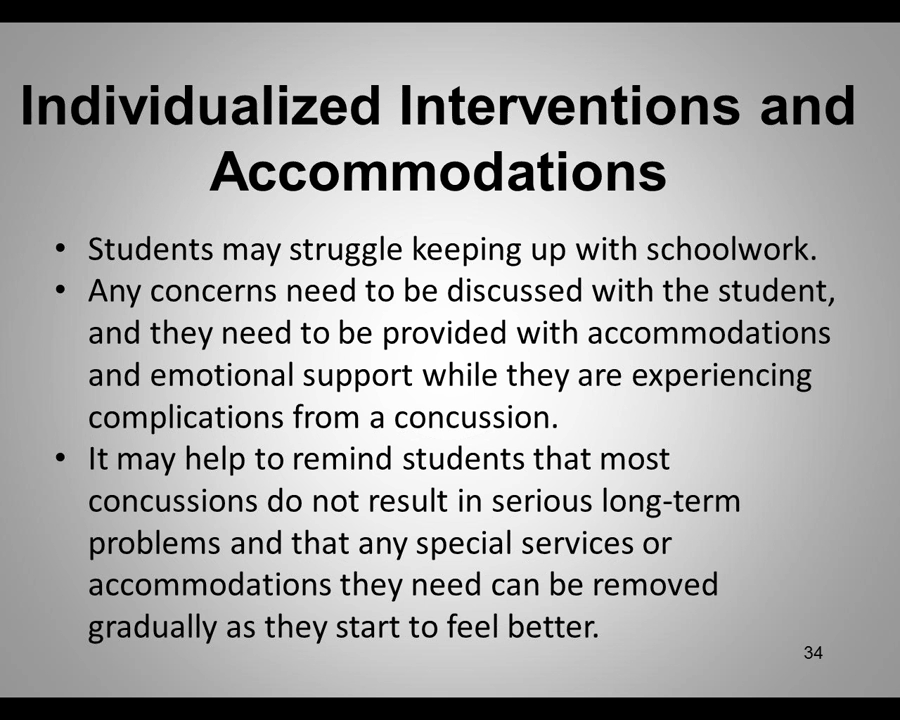 Individualized Interventions and
Accommodations
• Students may struggle keeping up with schoolwork.
• Any concerns need to be discussed with the student,
and they need to be provided with accommodations
and emotional support while they are experiencing
complications from a concussion.
• It may help to remind students that most
concussions do not result in serious long-term
problems and that any special services or
accommodations they need can be removed
gradually as they start to feel better.
34